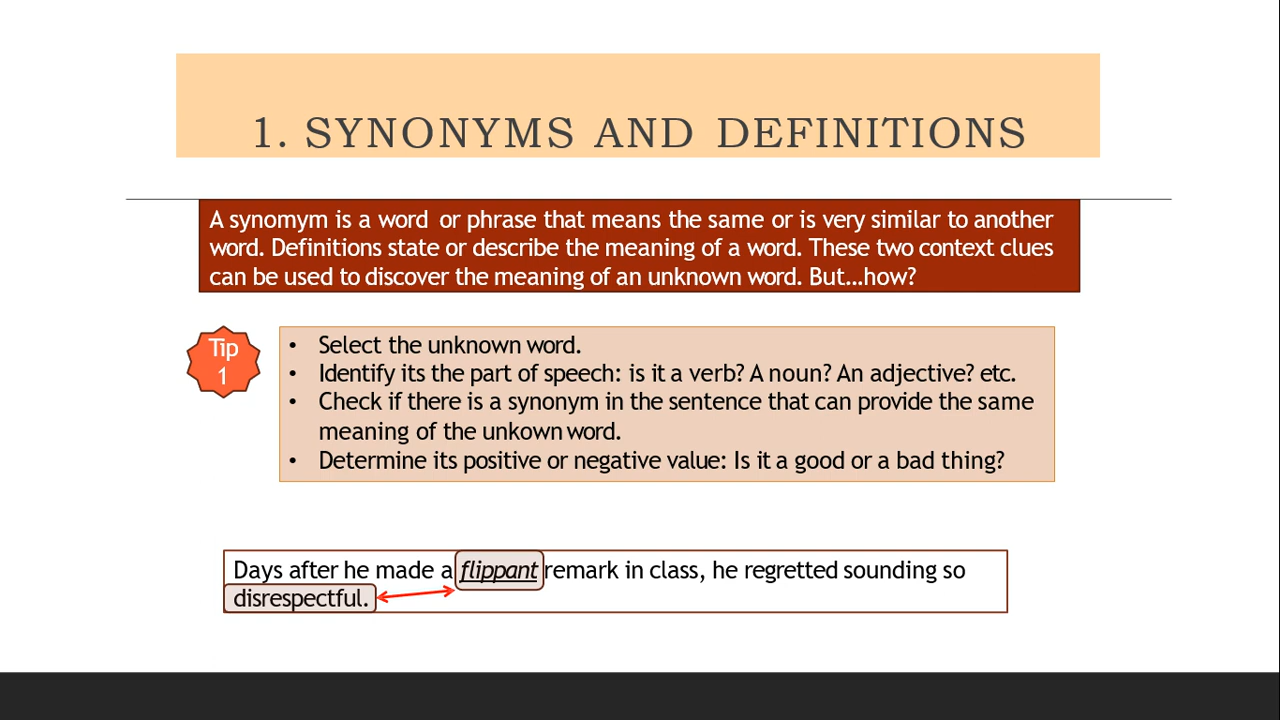 1. SYNONYMS AND DEFINITIONS
A synomym is a word or phrase that means the same or is very similar to another
word. Definitions state or describe the meaning of a word. These two context clues
can be used to discover the meaning of an unknown word. But...how?
Tip
1
• Select the unknown word.
• Identify its the part of speech: is it a verb? A noun? An adjective? etc.
• Check if there is a synonym in the sentence that can provide the same
meaning of the unkown word.
• Determine its positive or negative value: Is it a good or a bad thing?
Days after he made a flippant remark in class, he regretted sounding so
disrespectful.